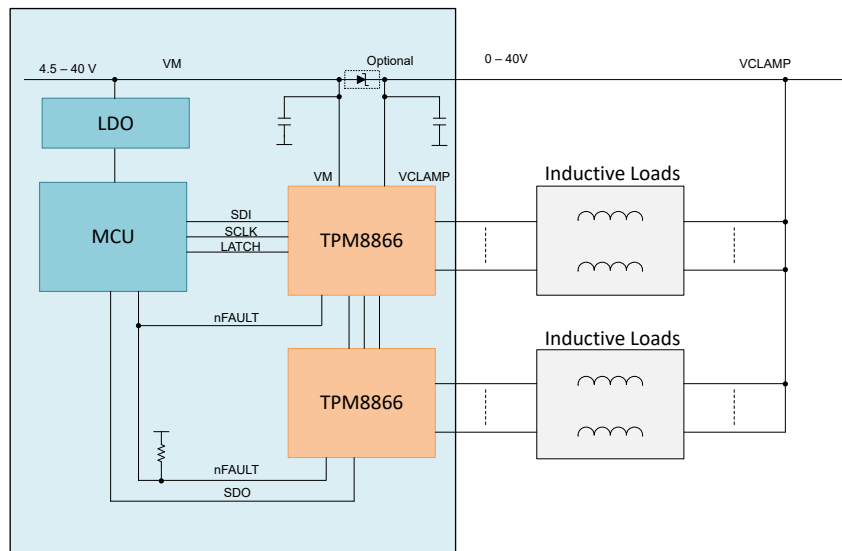 4.5 – 40 V
VM
Optional
0 – 40V
VCLAMP
LDO
VM
VCLAMP
Inductive Loads
SDI
MCU
SCLK
TPM8866
LATCH
nFAULT
Inductive Loads
TPM8866
nFAULT
SDO